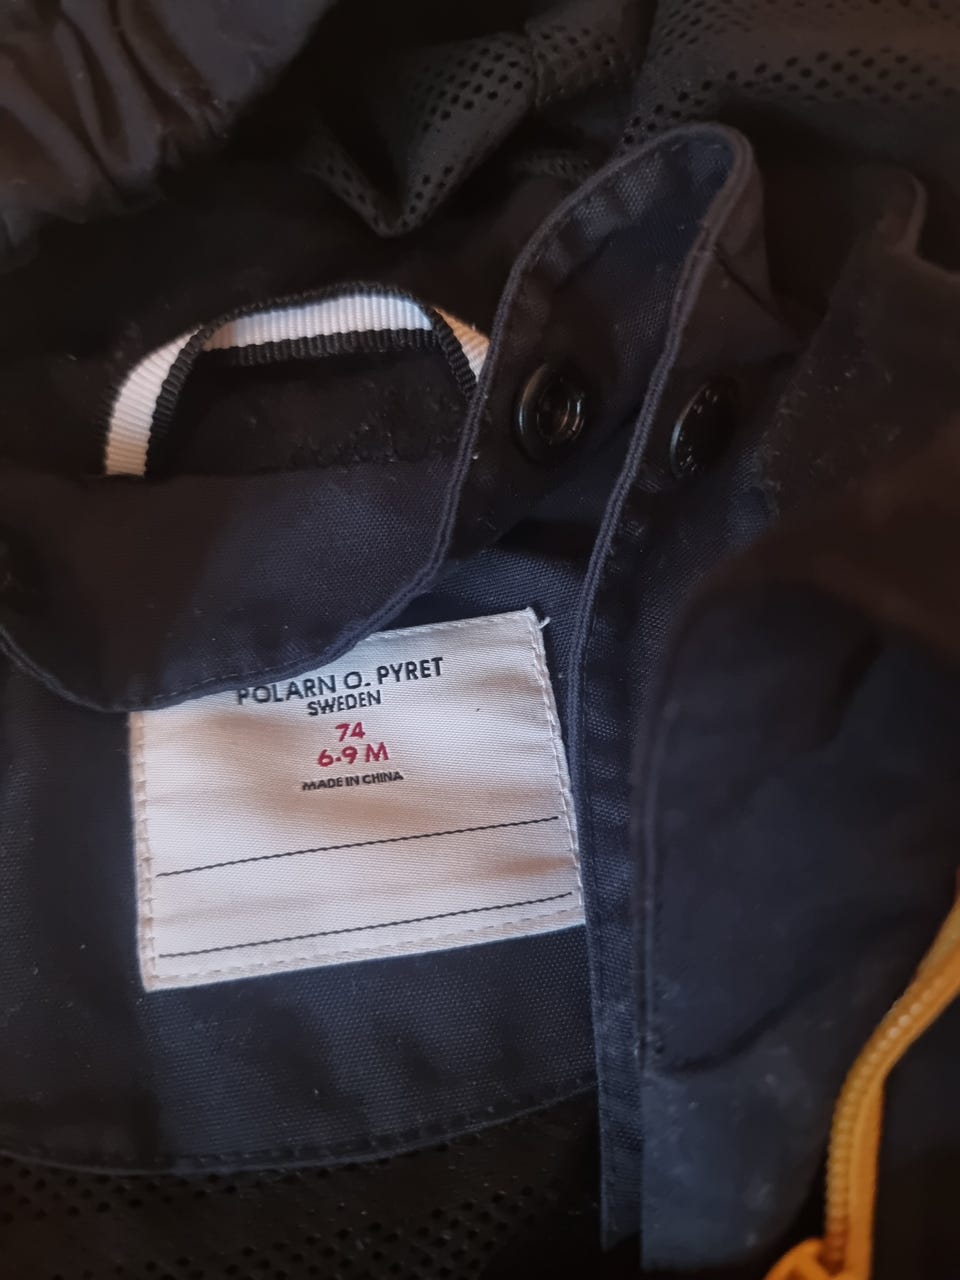 POLARN O. PYRET
SWEDEN
74
6-9 M
MADE IN CHINA